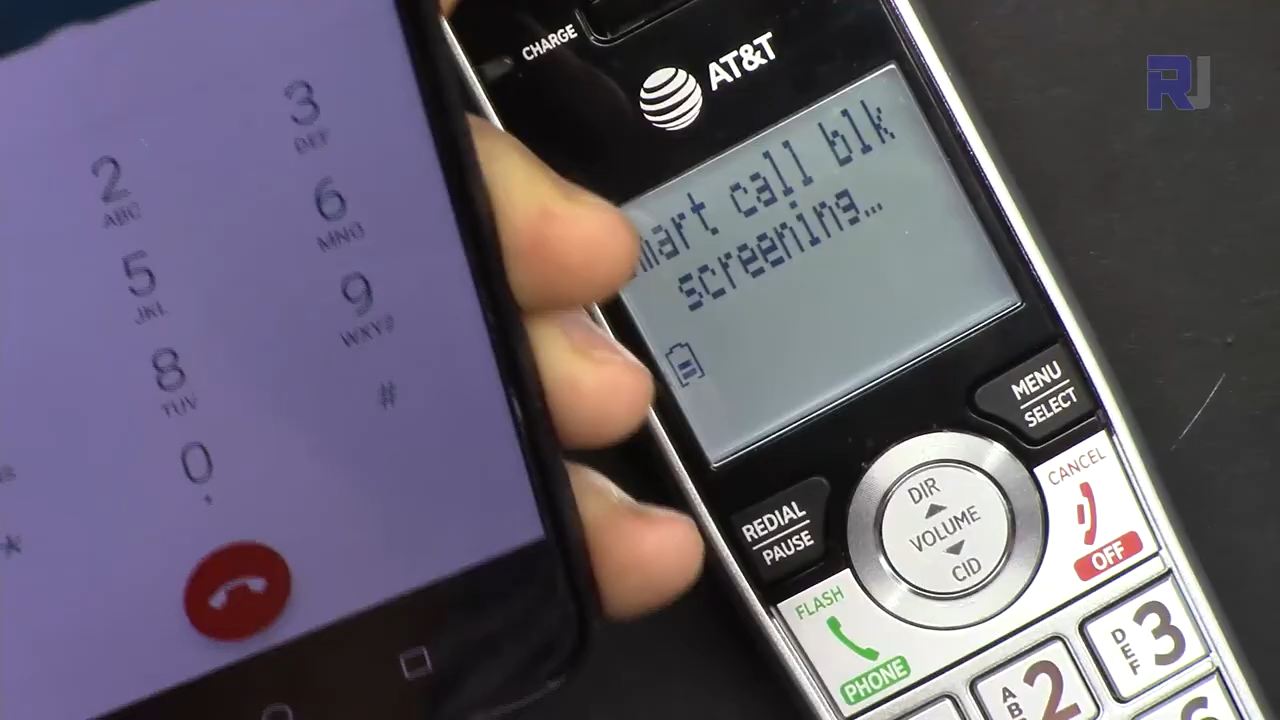 2
ABC
3
DEF
5
JKL
6
MNO
8
TUV
9
WXYZ
0
#
*
CHARGE
AT&T
RJ
mart call blk
screening...
MENU
SELECT
REDIAL
PAUSE
DIR
VOLUME
CID
CANCEL
OFF
FLASH
PHONE
2
3
DEF